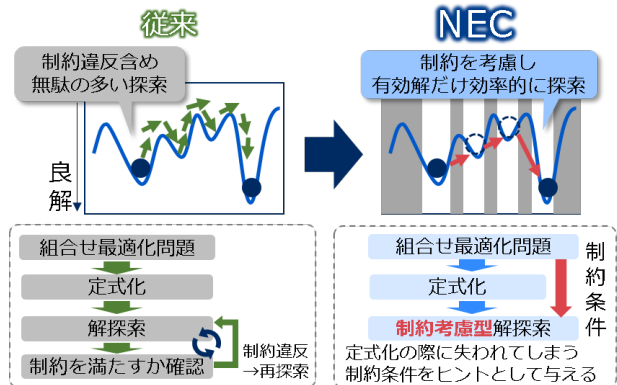 従来
制約違反含め
無駄の多い探索
良解
組合せ最適化問題
定式化
解探索
制約を満たすか確認
制約違反
→再探索
NEC
制約を考慮し
有効解だけ効率的に探索
組合せ最適化問題
定式化
制約考慮型解探索
制約条件
定式化の際に失われてしまう
制約条件をヒントとして与える